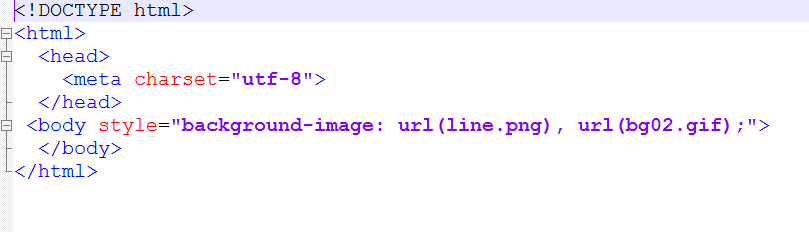 <!DOCTYPE html>
<html>
<head>
<meta charset="utf-8">
</head>
<body style="background-image: url(line.png), url(bg02.gif);">
</body>
</html>